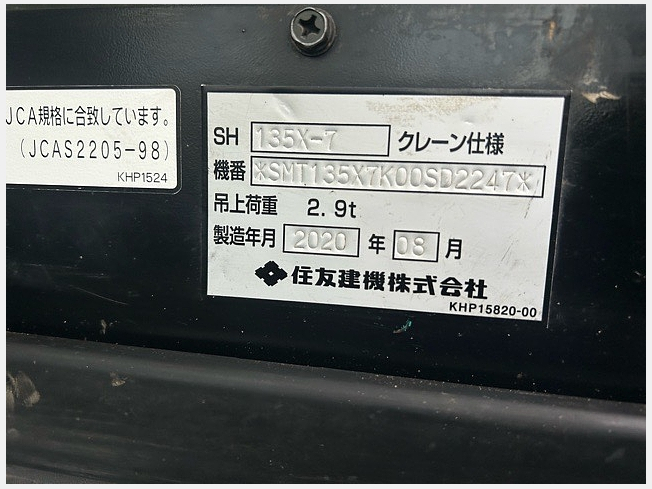 JCA規格に合致しています。
(JCAS2205-98)
KHP1524
SH 135X-7 クレーン仕様
機番 *SMT135X7K00SD2247*
吊上荷重 2.9t
製造年月 2020 年 08 月
住友建機株式会社
KHP15820-00